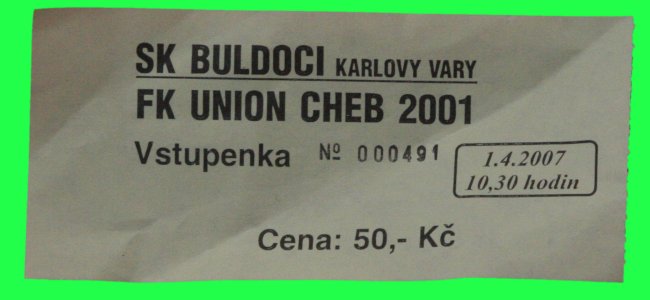 SK BULDOCI KARLOVY VARY
FK UNION CHEB 2001
Vstupenka № 000491
1.4.2007
10,30 hodin
Cena: 50,- Kč